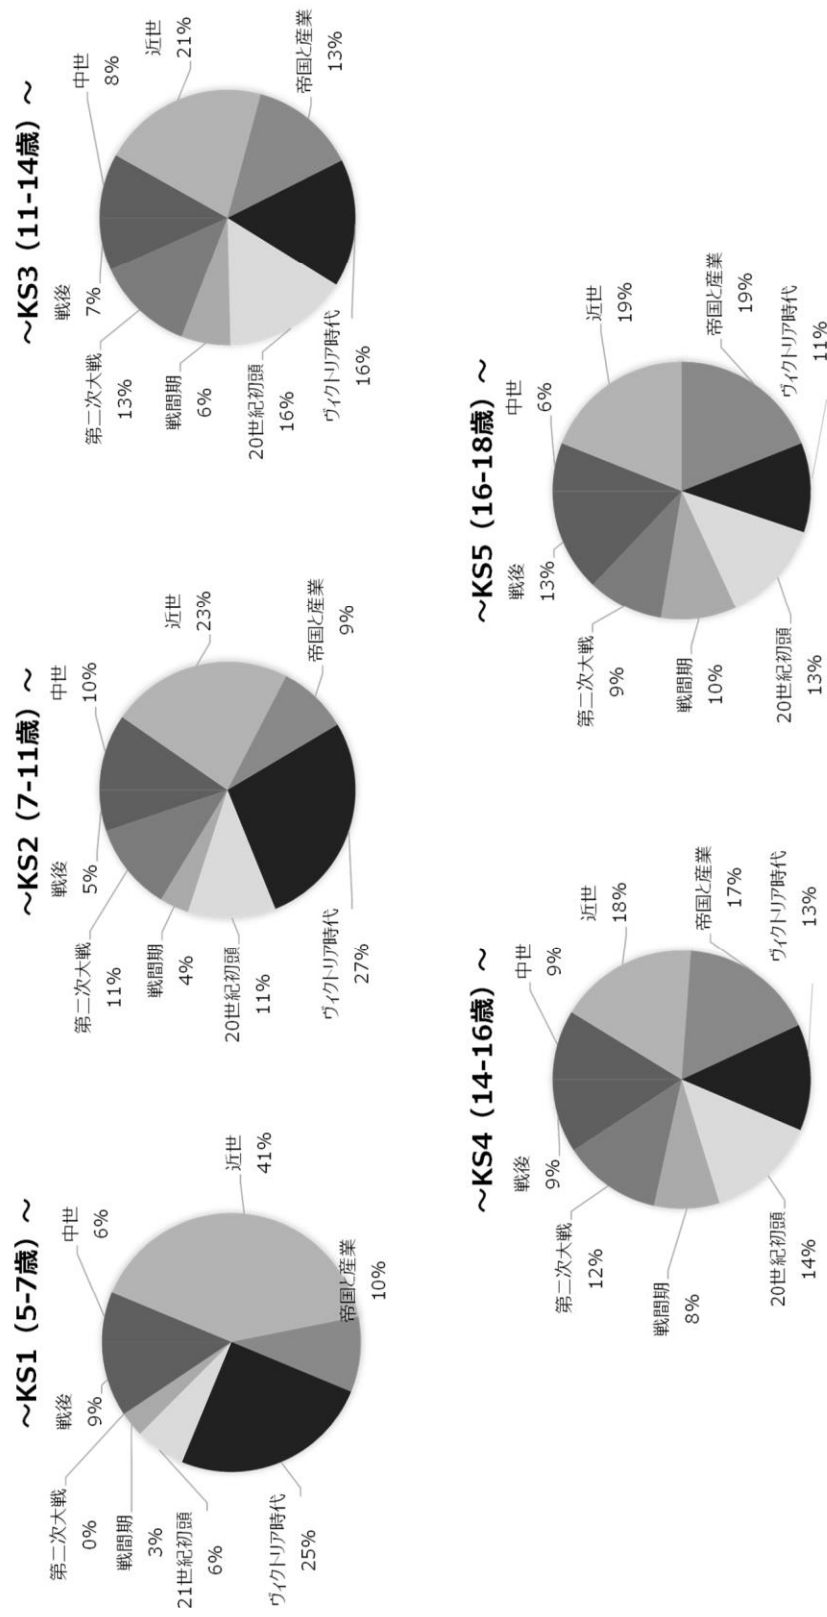 ～KS1（5-7歳）～
中世
6%
近世
41%
帝国と産業
10%
ヴィクトリア時代
25%
21世紀初頭
6%
戦間期
3%
第二次大戦
0%
戦後
9%
～KS2（7-11歳）～
中世
10%
近世
23%
帝国と産業
9%
ヴィクトリア時代
27%
20世紀初頭
11%
戦間期
4%
第二次大戦
11%
戦後
5%
～KS3（11-14歳）～
中世
8%
近世
21%
帝国と産業
13%
ヴィクトリア時代
16%
20世紀初頭
16%
戦間期
6%
第二次大戦
13%
戦後
7%
～KS4（14-16歳）～
中世
9%
近世
18%
帝国と産業
17%
ヴィクトリア時代
13%
20世紀初頭
14%
戦間期
8%
第二次大戦
12%
戦後
9%
～KS5（16-18歳）～
中世
6%
近世
19%
帝国と産業
19%
ヴィクトリア時代
11%
20世紀初頭
13%
戦間期
10%
第二次大戦
9%
戦後
13%